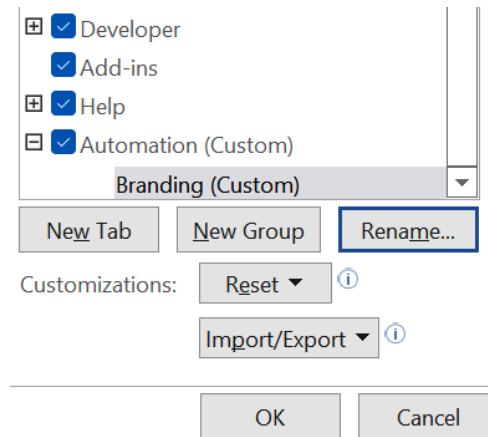 Developer
Add-ins
Help
Automation (Custom)
Branding (Custom)
New Tab New Group Rename...
Customizations: Reset
Import/Export
OK Cancel